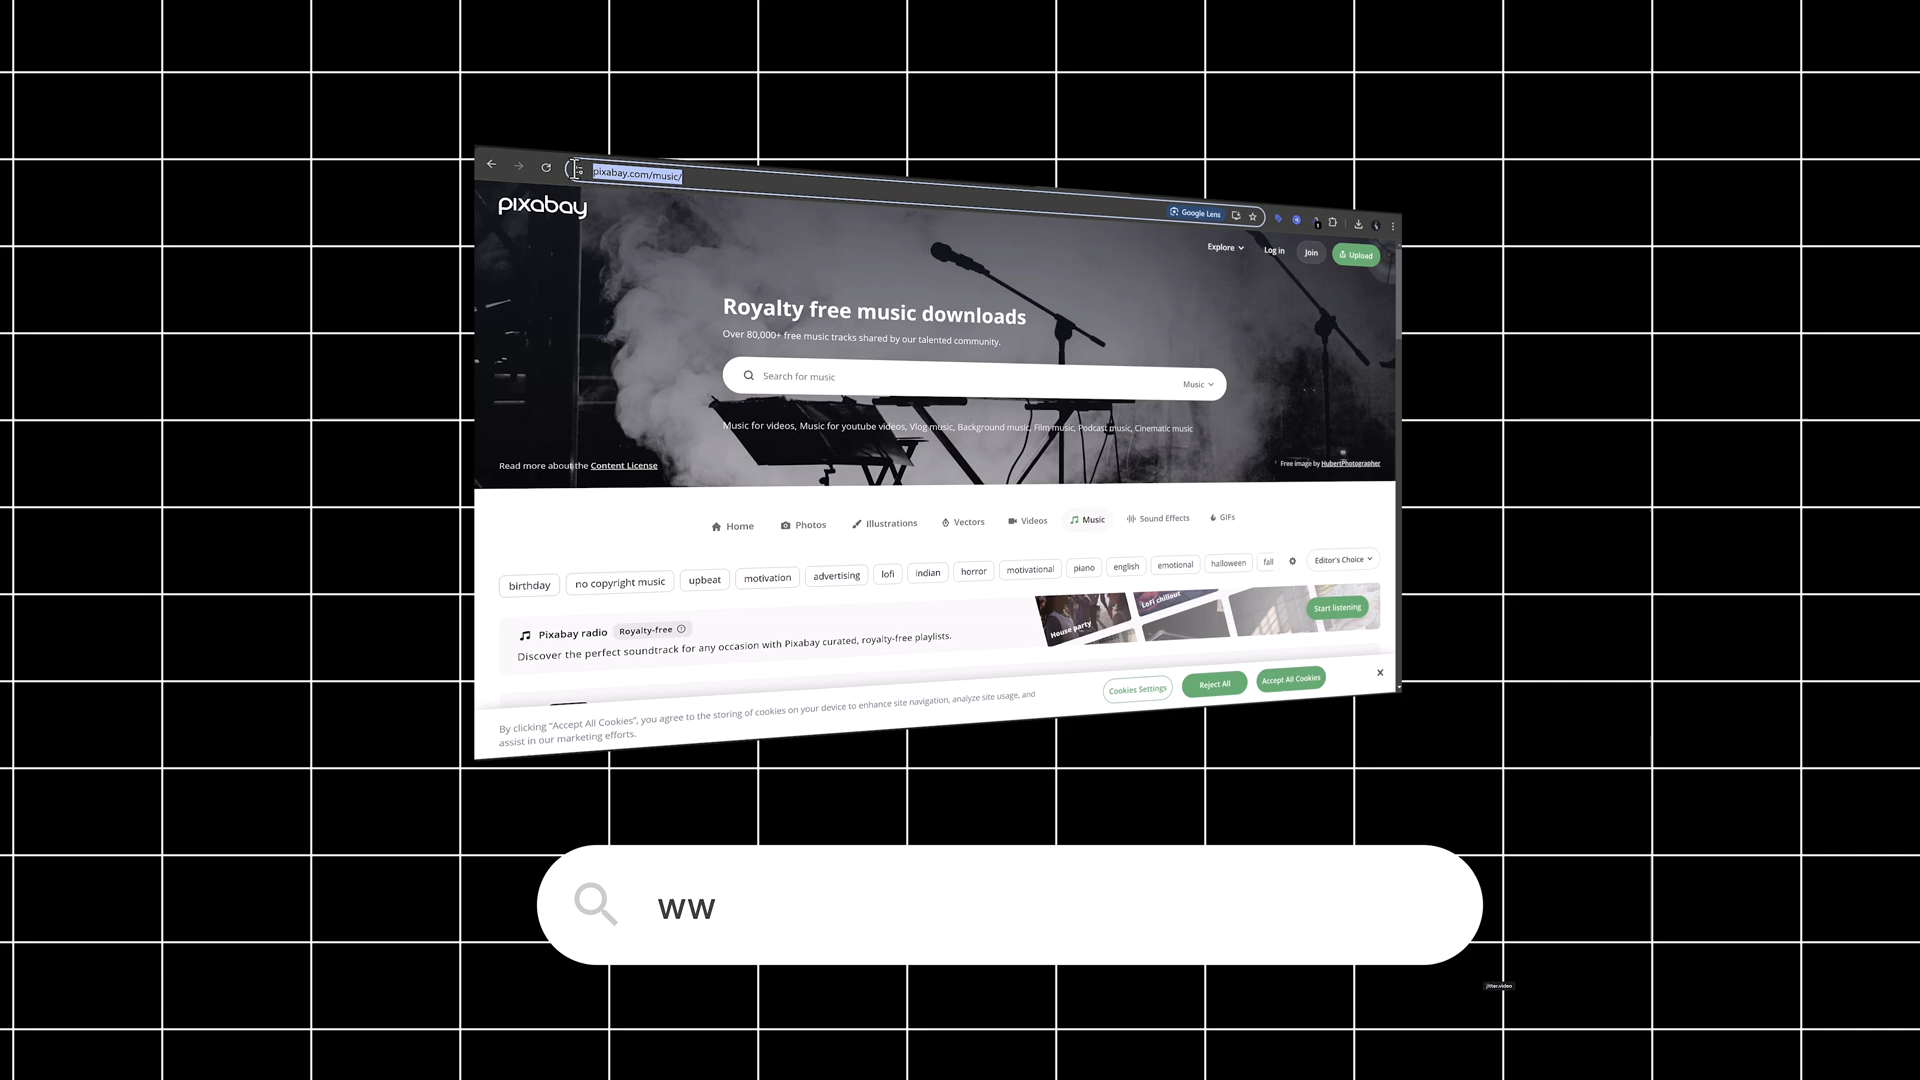 pixabay.com/music/
Google Lens
pixabay
Explore
Log in
Join
Upload
Royalty free music downloads
Over 80,000+ free music tracks shared by our talented community.
Search for music
Music
Music for videos, Music for youtube videos, Vlog music, Background music, Film music, Podcast music, Cinematic music
Read more about the Content License
Free image by HubertPhotographer
Home
Photos
Illustrations
Vectors
Videos
Music
Sound Effects
GIFs
birthday
no copyright music
upbeat
motivation
advertising
lofi
indian
horror
motivational
piano
english
emotional
halloween
fall
Editor's Choice
Pixabay radio
Royalty-free
Discover the perfect soundtrack for any occasion with Pixabay curated, royalty-free playlists.
House party
LoFi chillout
Start listening
By clicking “Accept All Cookies”, you agree to the storing of cookies on your device to enhance site navigation, analyze site usage, and
assist in our marketing efforts.
Cookies Settings
Reject All
Accept All Cookies
ww
jitter.video